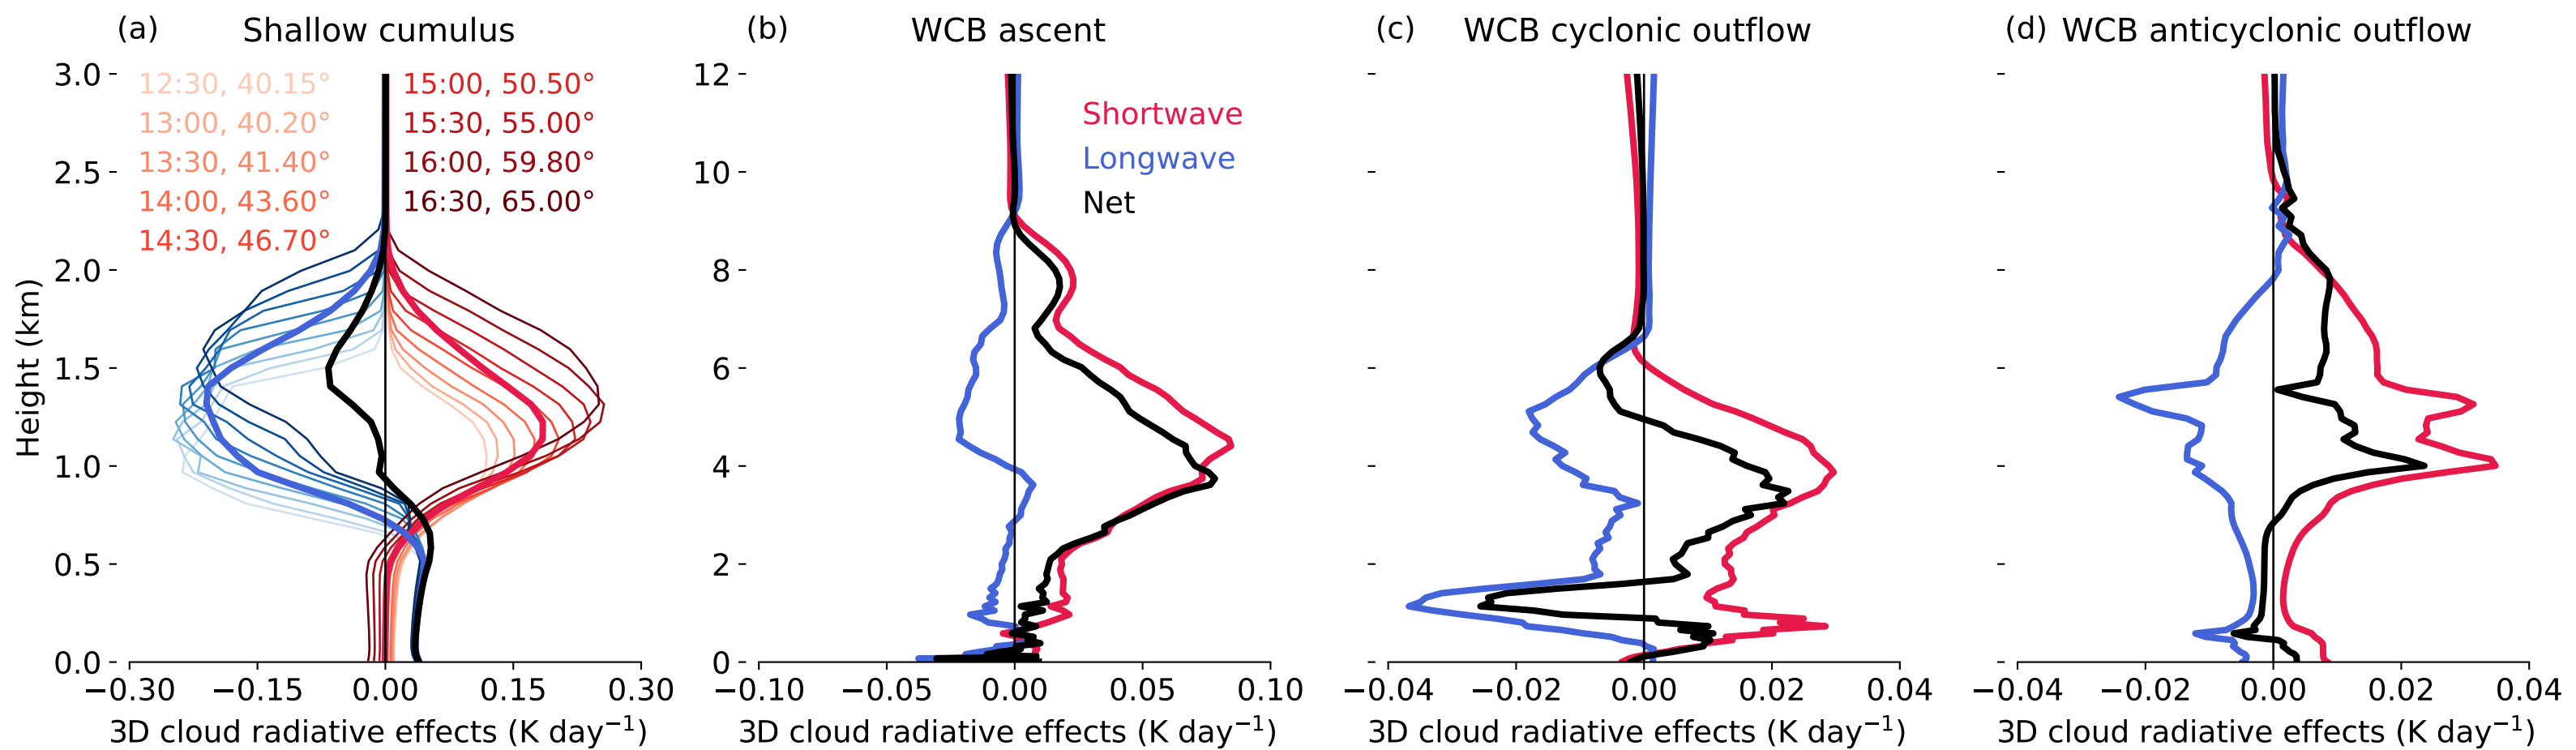 (a) Shallow cumulus
12:30, 40.15°
13:00, 40.20°
13:30, 41.40°
14:00, 43.60°
14:30, 46.70°
15:00, 50.50°
15:30, 55.00°
16:00, 59.80°
16:30, 65.00°
Height (km)
3.0
2.5
2.0
1.5
1.0
0.5
0.0
−0.30 −0.15 0.00 0.15 0.30
3D cloud radiative effects (K day⁻¹)
(b) WCB ascent
Shortwave
Longwave
Net
12
10
8
6
4
2
0
−0.10 −0.05 0.00 0.05 0.10
3D cloud radiative effects (K day⁻¹)
(c) WCB cyclonic outflow
−0.04 −0.02 0.00 0.02 0.04
3D cloud radiative effects (K day⁻¹)
(d) WCB anticyclonic outflow
−0.04 −0.02 0.00 0.02 0.04
3D cloud radiative effects (K day⁻¹)